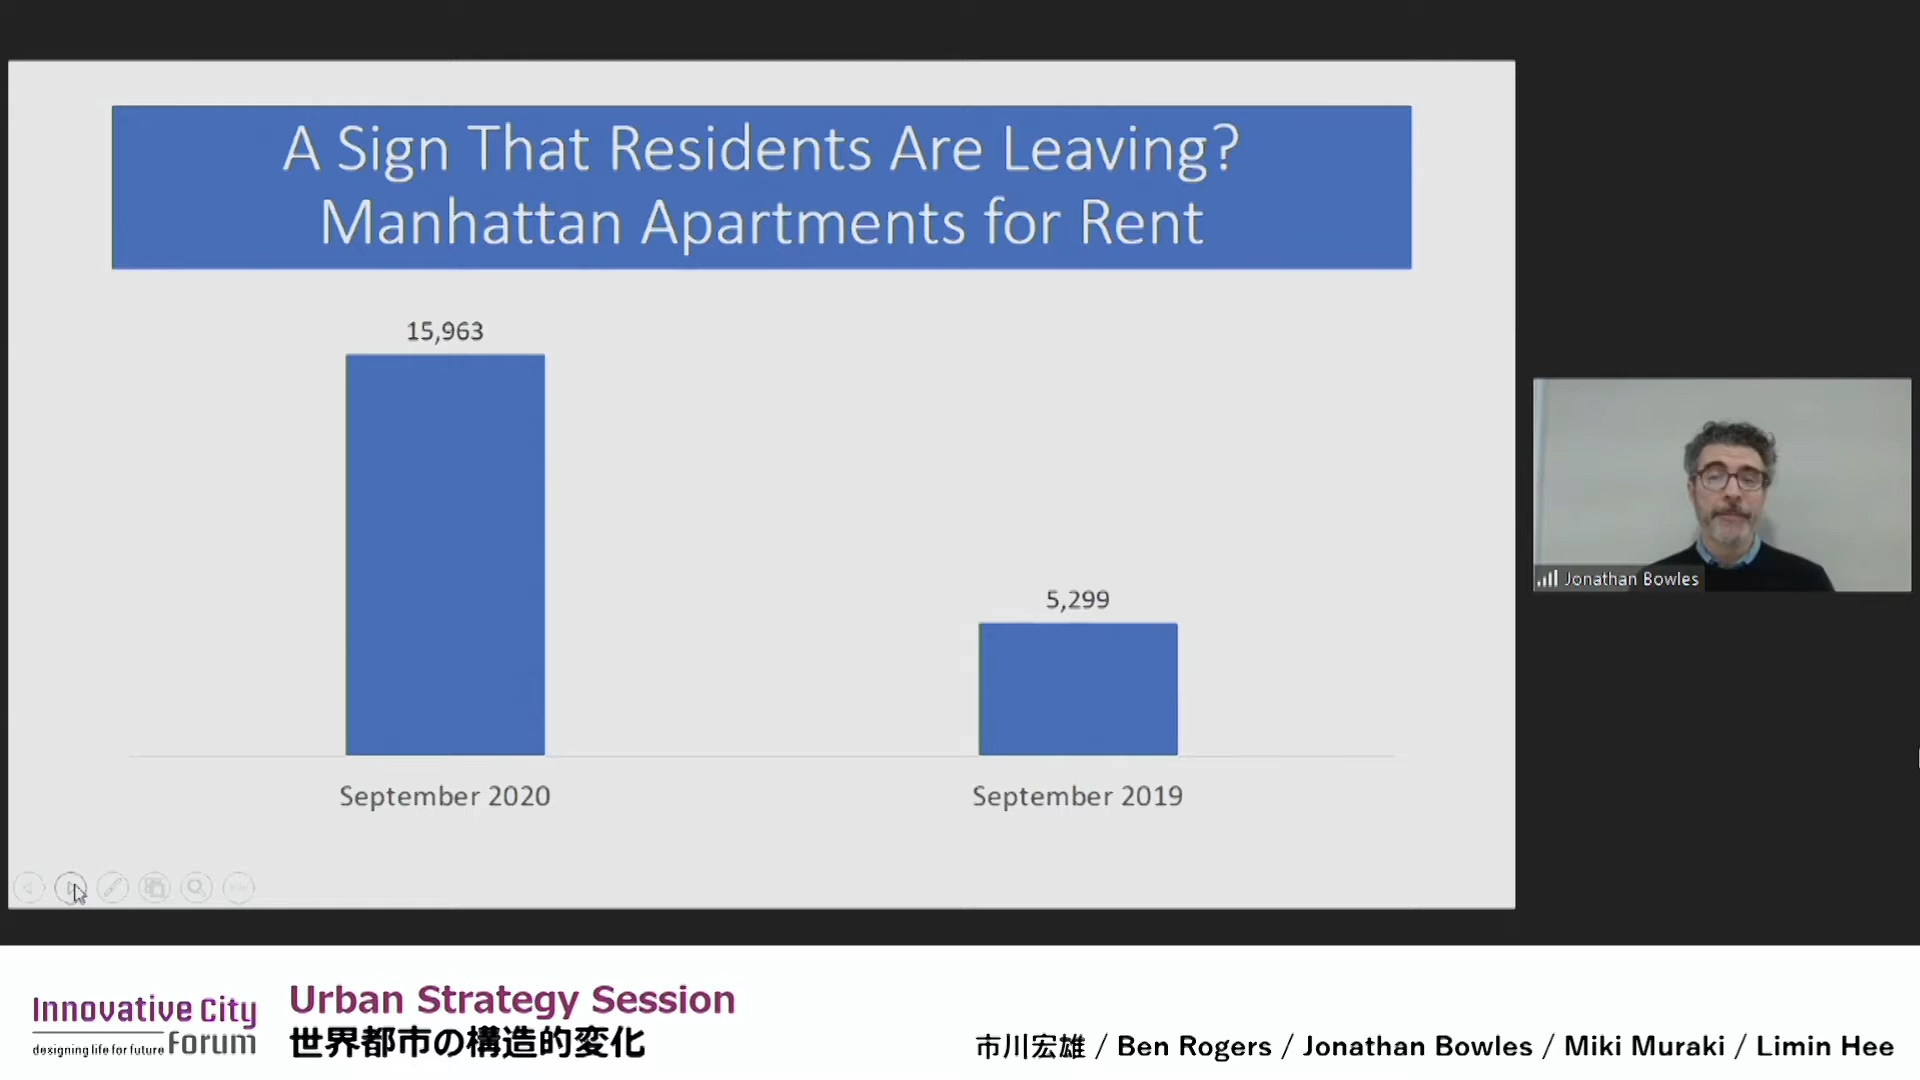 A Sign That Residents Are Leaving?
Manhattan Apartments for Rent
15,963
5,299
September 2020
September 2019
Jonathan Bowles
Innovative City
designing life for future Forum
Urban Strategy Session
世界都市の構造的変化
市川宏雄 / Ben Rogers / Jonathan Bowles / Miki Muraki / Limin Hee